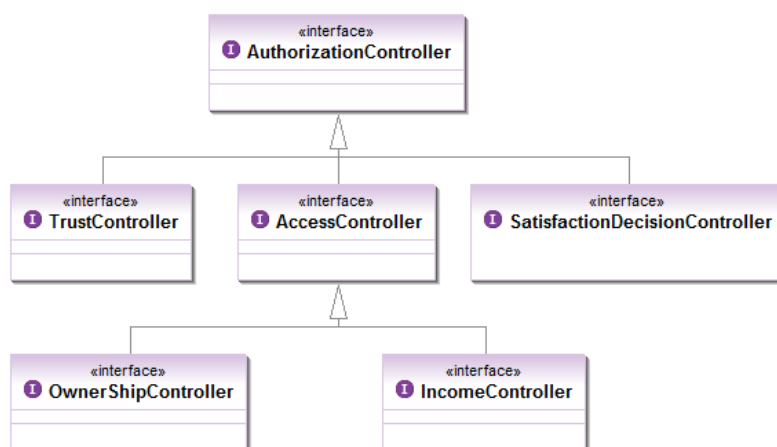 «interface»
I AuthorizationController
«interface»
I TrustController
«interface»
I AccessController
«interface»
I SatisfactionDecisionController
«interface»
I OwnerShipController
«interface»
I IncomeController